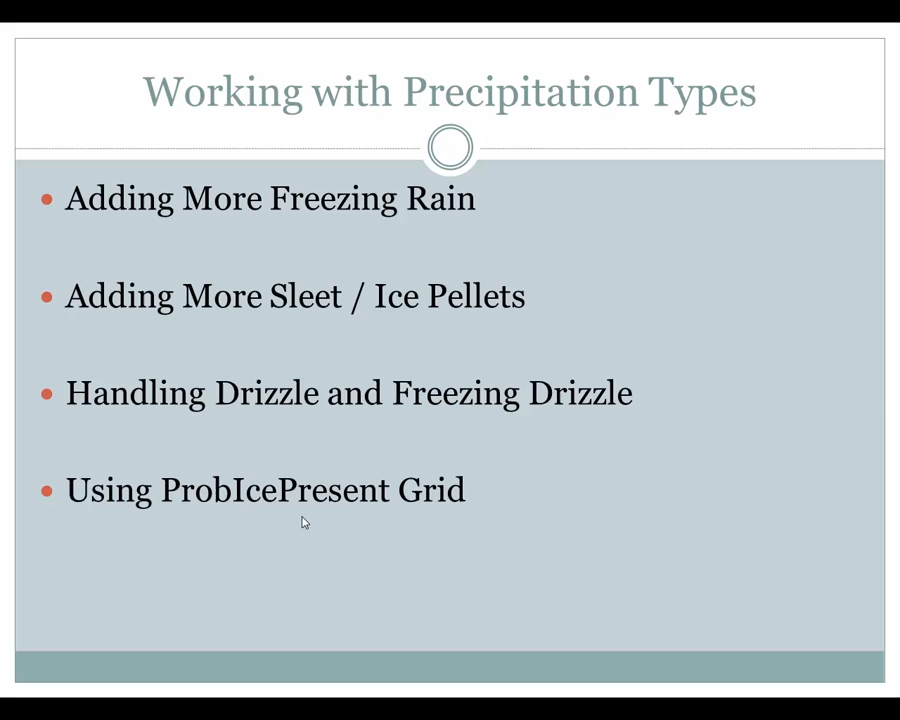 Working with Precipitation Types
• Adding More Freezing Rain
• Adding More Sleet / Ice Pellets
• Handling Drizzle and Freezing Drizzle
• Using ProbIcePresent Grid